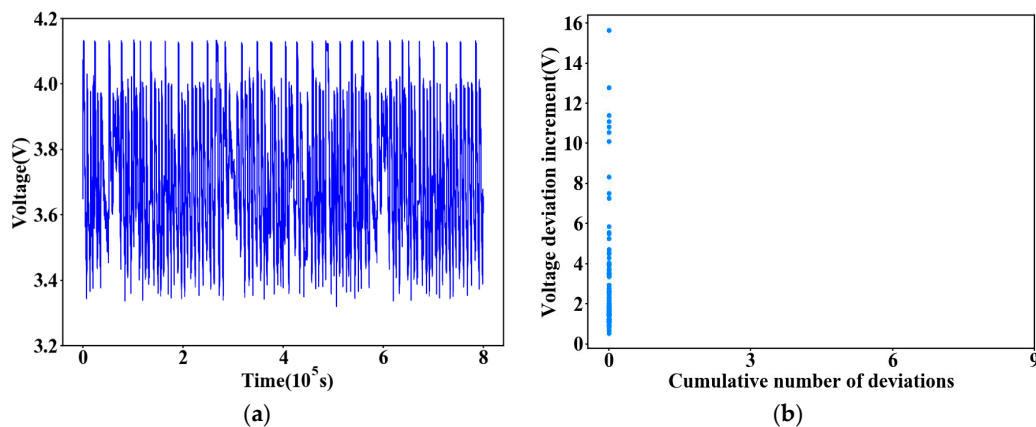 4.2
4.0
3.8
3.6
3.4
3.2
Voltage(V)
0 2 4 6 8
Time(10^5 s)
(a)
16
14
12
10
8
6
4
2
0
Voltage deviation increment(V)
0 3 6 9
Cumulative number of deviations
(b)